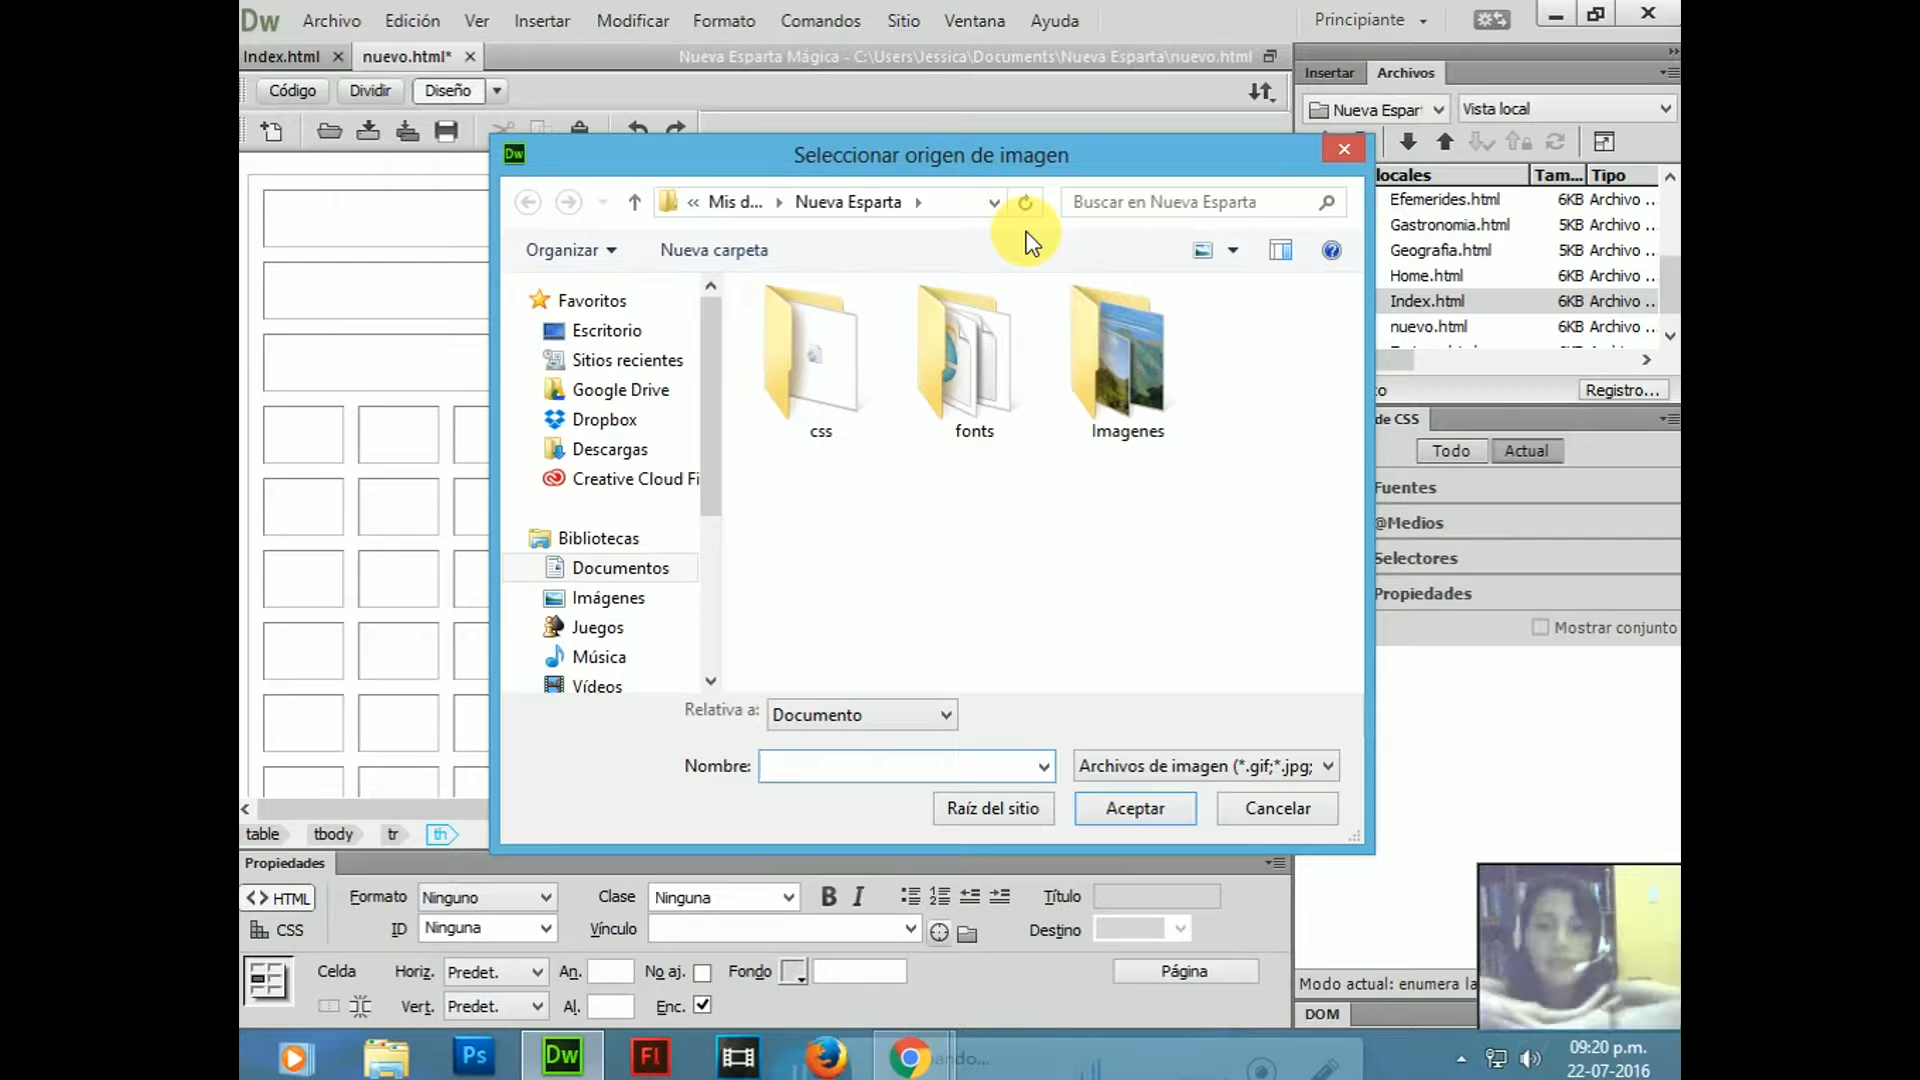 Dw Archivo Edición Ver Insertar Modificar Formato Comandos Sitio Ventana Ayuda Principiante
Index.html nuevo.html* Nueva Esparta Mágica - C:\Users\Jessica\Documents\Nueva Esparta\nuevo.html
Insertar Archivos
Código Dividir Diseño
Nueva Espart Vista local
Dw Seleccionar origen de imagen
locales Tam... Tipo
Efemerides.html 6KB Archivo ..
Gastronomia.html 5KB Archivo ..
Geografia.html 5KB Archivo ..
Home.html 6KB Archivo ..
Index.html 6KB Archivo ..
nuevo.html 6KB Archivo ..
Registro...
de CSS
Todo Actual
Fuentes
@Medios
Selectores
Propiedades
Mostrar conjunto
« Mis d... Nueva Esparta Buscar en Nueva Esparta
Organizar Nueva carpeta
Favoritos
Escritorio
Sitios recientes
Google Drive
Dropbox
Descargas
Creative Cloud Fi
Bibliotecas
Documentos
Imágenes
Juegos
Música
Vídeos
css fonts Imagenes
Relativa a: Documento
Nombre: Archivos de imagen (*.gif;*.jpg;
Raíz del sitio Aceptar Cancelar
table tbody tr th
Propiedades
HTML Formato Ninguno Clase Ninguna B I Título
CSS ID Ninguna Vínculo Destino
Celda Horiz. Predet. An. No aj. Fondo Página
Vert. Predet. Al. Enc.
Modo actual: enumera la
DOM
Ps Dw Fl
09:20 p.m.
22-07-2016